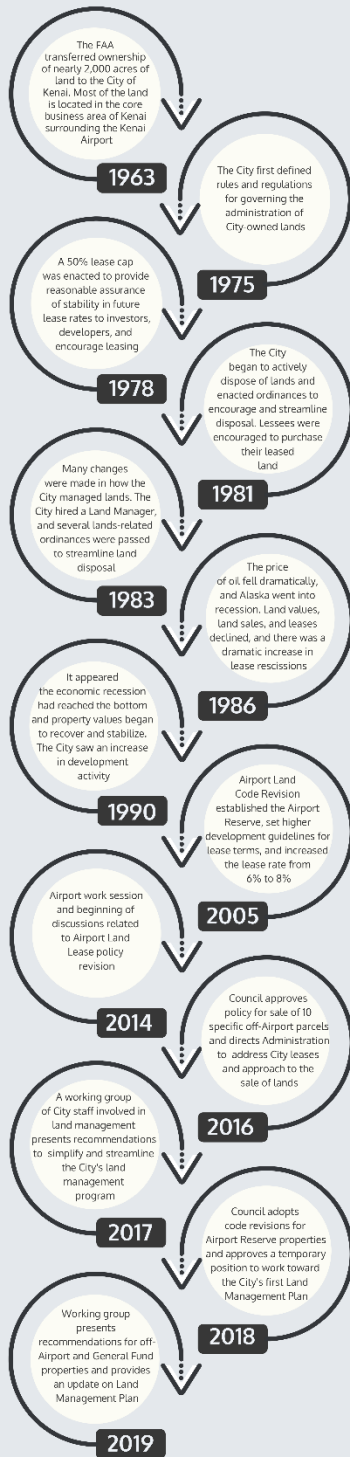 The FAA
transferred ownership
of nearly 2,000 acres of
land to the City of
Kenai. Most of the land
is located in the core
business area of Kenai
surrounding the Kenai
Airport
1963
The City first defined
rules and regulations
for governing the
administration of
City-owned lands
1975
A 50% lease cap
was enacted to provide
reasonable assurance
of stability in future
lease rates to investors,
developers, and
encourage leasing
1978
The City
began to actively
dispose of lands and
enacted ordinances to
encourage and streamline
disposal. Lessees were
encouraged to purchase
their leased
land
1981
Many changes
were made in how the
City managed lands. The
City hired a Land Manager,
and several lands-related
ordinances were passed
to streamline land
disposal
1983
The price
of oil fell dramatically,
and Alaska went into
recession. Land values,
land sales, and leases
declined, and there was a
dramatic increase in
lease rescissions
1986
It appeared
the economic recession
had reached the bottom
and property values began
to recover and stabilize.
The City saw an increase
in development
activity
1990
Airport Land
Code Revision
established the Airport
Reserve, set higher
development guidelines for
lease terms, and increased
the lease rate from
6% to 8%
2005
Airport work session
and beginning of
discussions related
to Airport Land
Lease policy
revision
2014
Council approves
policy for sale of 10
specific off-Airport parcels
and directs Administration
to address City leases
and approach to the
sale of lands
2016
A working group
of City staff involved in
land management
presents recommendations
to simplify and streamline
the City's land
management
program
2017
Council adopts
code revisions for
Airport Reserve properties
and approves a temporary
position to work toward
the City's first Land
Management Plan
2018
Working group
presents
recommendations for off-
Airport and General Fund
properties and provides
an update on Land
Management Plan
2019